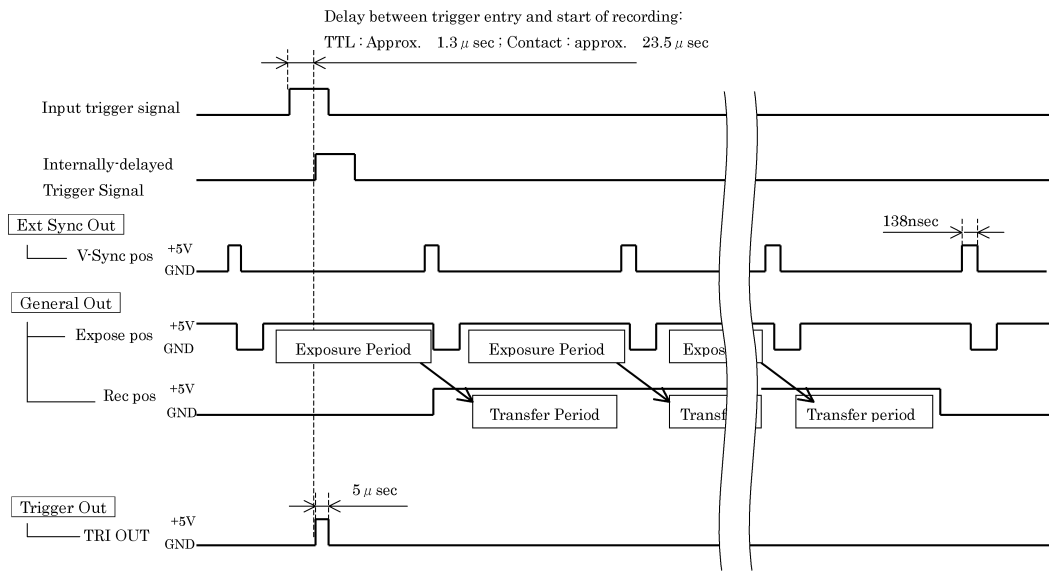 Delay between trigger entry and start of recording:
TTL : Approx. 1.3 μ sec ; Contact : approx. 23.5 μ sec
Input trigger signal
Internally-delayed
Trigger Signal
138nsec
Ext Sync Out
V-Sync pos
+5V
GND
General Out
Expose pos
+5V
GND
Exposure Period
Exposure Period
Expos
Rec pos
+5V
GND
Transfer Period
Transf
Transfer period
5 μ sec
Trigger Out
TRI OUT
+5V
GND